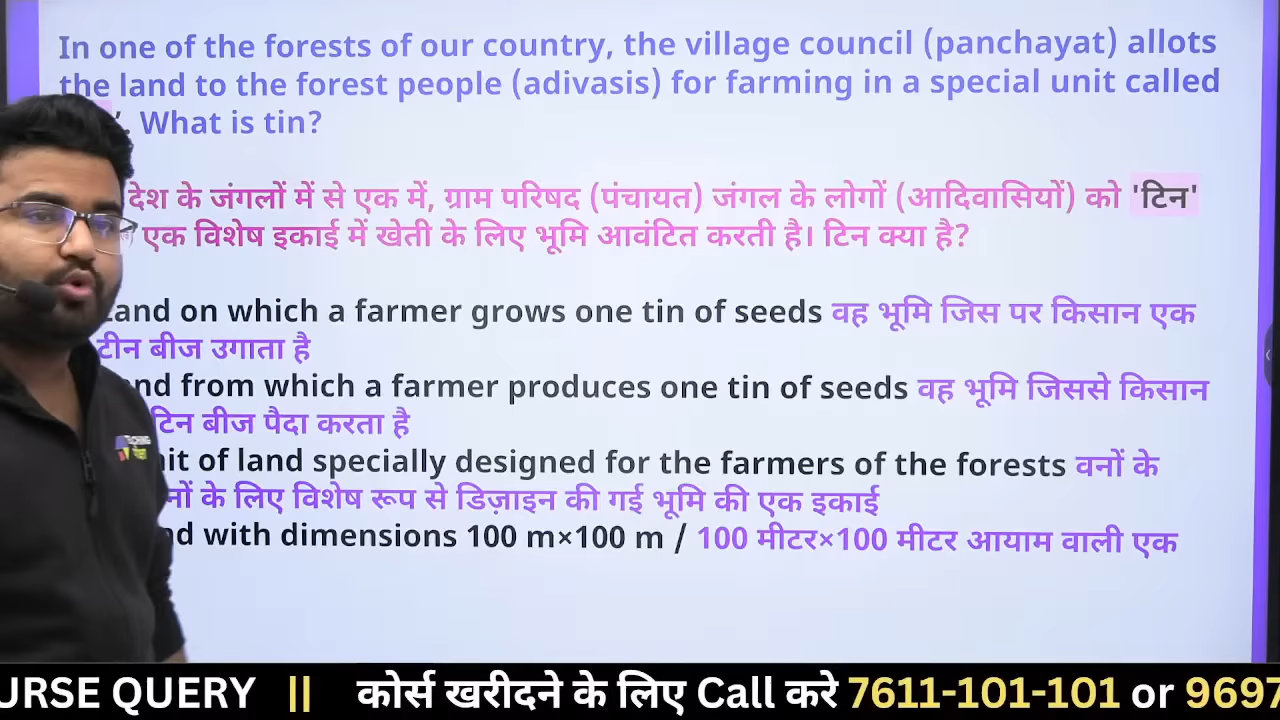 In one of the forests of our country, the village council (panchayat) allots
the land to the forest people (adivasis) for farming in a special unit called
’. What is tin?
देश के जंगलों में से एक में, ग्राम परिषद (पंचायत) जंगल के लोगों (आदिवासियों) को 'टिन'
एक विशेष इकाई में खेती के लिए भूमि आवंटित करती है। टिन क्या है?
Land on which a farmer grows one tin of seeds वह भूमि जिस पर किसान एक
टीन बीज उगाता है
from which a farmer produces one tin of seeds वह भूमि जिससे किसान
टिन बीज पैदा करता है
of land specially designed for the farmers of the forests वनों के
के लिए विशेष रूप से डिज़ाइन की गई भूमि की एक इकाई
with dimensions 100 m×100 m / 100 मीटर×100 मीटर आयाम वाली एक
URSE QUERY || कोर्स खरीदने के लिए Call करे 7611-101-101 or 9697